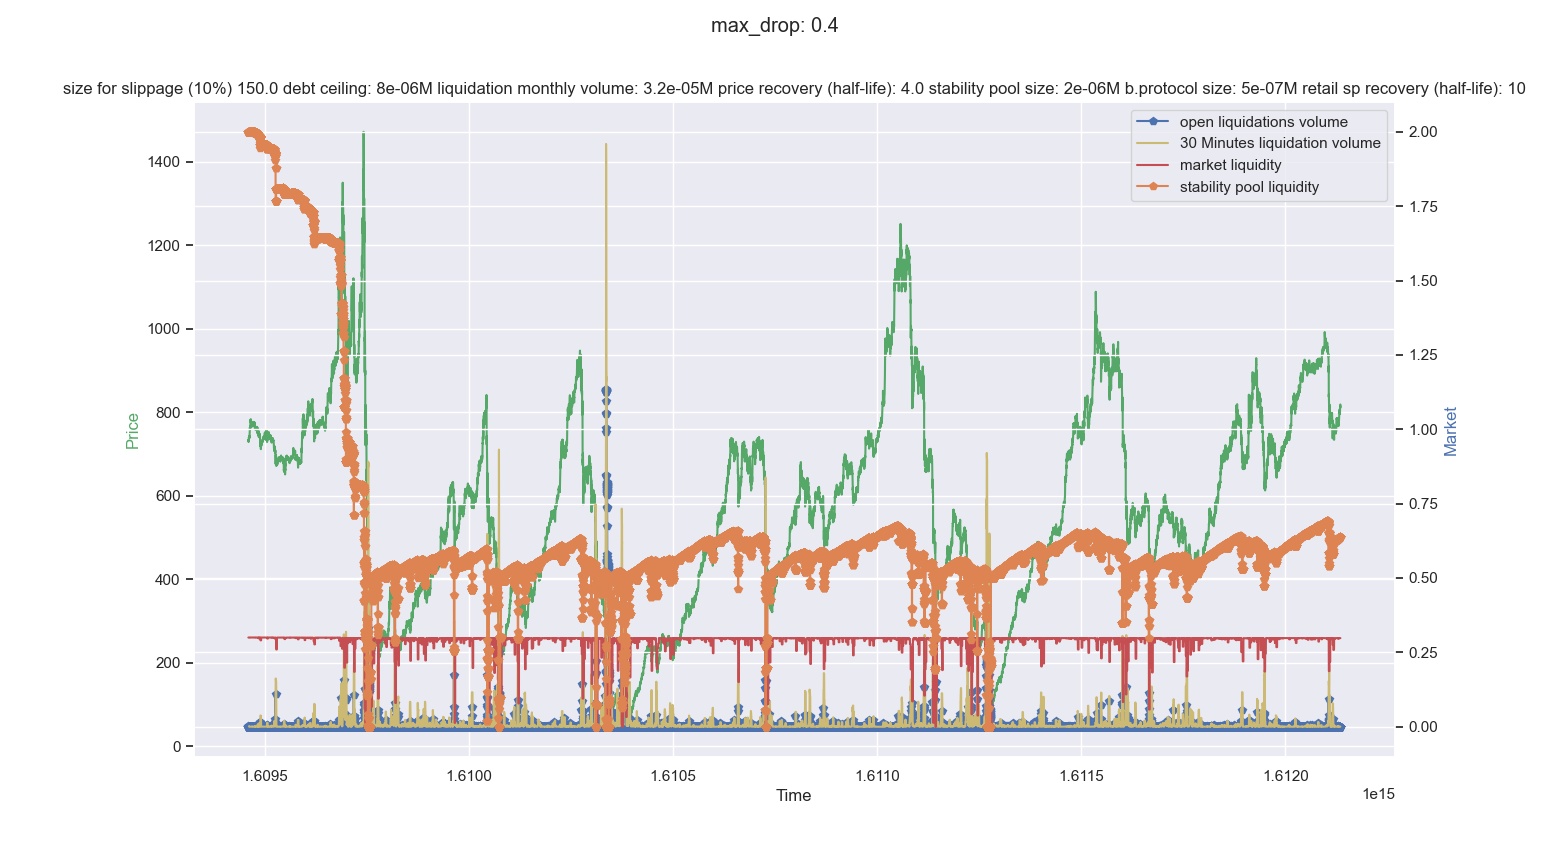 max_drop: 0.4
size for slippage (10%) 150.0 debt ceiling: 8e-06M liquidation monthly volume: 3.2e-05M price recovery (half-life): 4.0 stability pool size: 2e-06M b.protocol size: 5e-07M retail sp recovery (half-life): 10
open liquidations volume
30 Minutes liquidation volume
market liquidity
stability pool liquidity
1400
1200
1000
800
600
400
200
0
Price
2.00
1.75
1.50
1.25
1.00
0.75
0.50
0.25
0.00
Market
1.6095
1.6100
1.6105
1.6110
1.6115
1.6120
1e15
Time